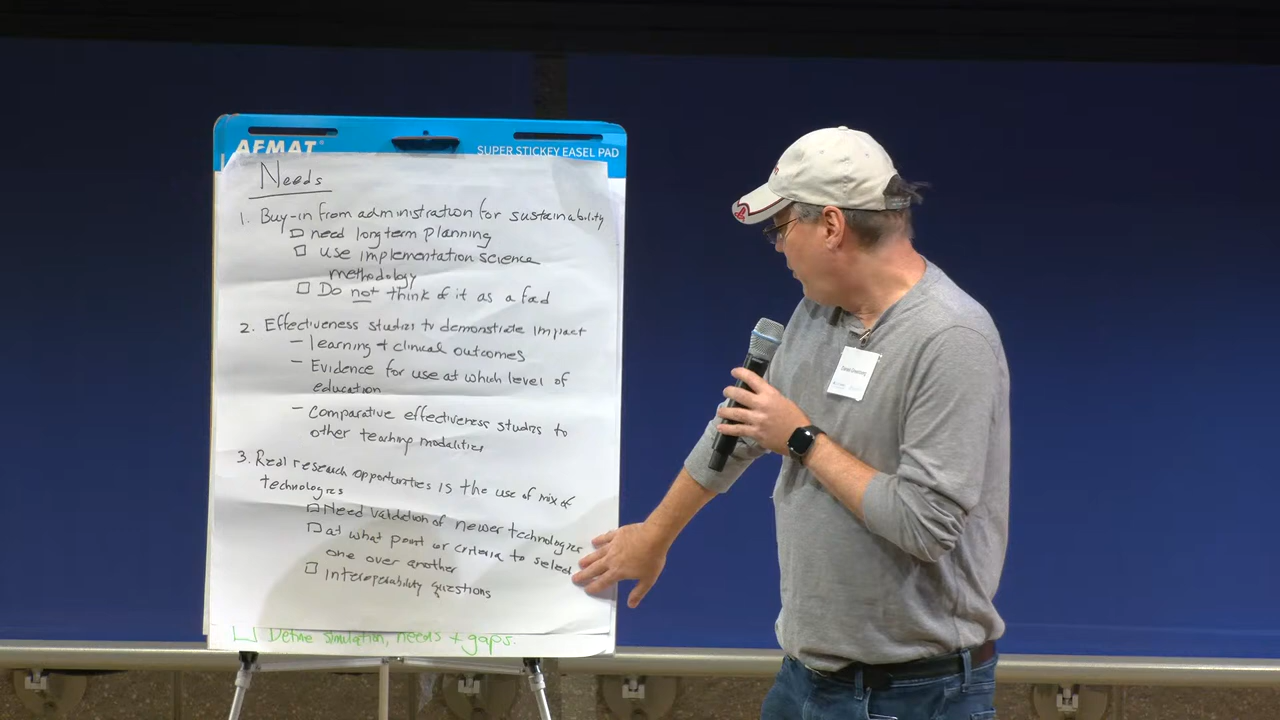 AFMAT
SUPER STICKEY EASEL PAD
Needs
1. Buy-in from administration for sustainability
□ need longterm planning
□ use implementation science
methodology
□ Do not think of it as a fad
2. Effectiveness studies to demonstrate impact
- learning + clinical outcomes
- Evidence for use at which level of
education
- Comparative effectiveness studies to
other teaching modalities
3. Real research opportunities is the use of mix of
technologies
□ Need validation of newer technologies
□ at what point or criteria to select
one over another
□ Interoperability questions
□ Define simulation, needs + gaps.